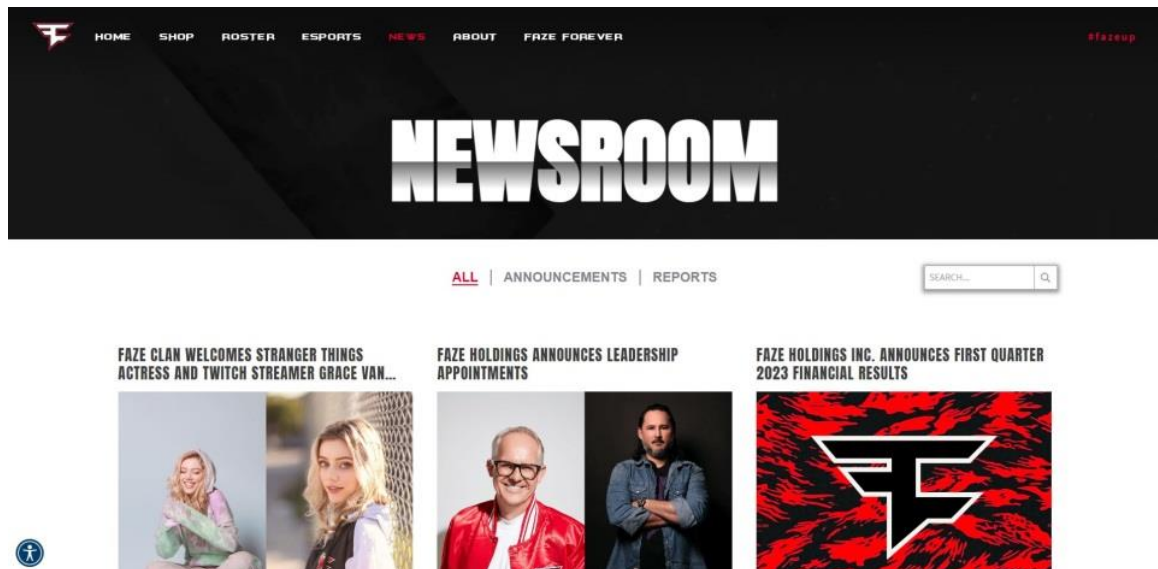 HOME SHOP ROSTER ESPORTS NEWS ABOUT FAZE FOREVER #fazeup
NEWSROOM
ALL | ANNOUNCEMENTS | REPORTS SEARCH...
FAZE CLAN WELCOMES STRANGER THINGS
ACTRESS AND TWITCH STREAMER GRACE VAN...
FAZE HOLDINGS ANNOUNCES LEADERSHIP
APPOINTMENTS
FAZE HOLDINGS INC. ANNOUNCES FIRST QUARTER
2023 FINANCIAL RESULTS